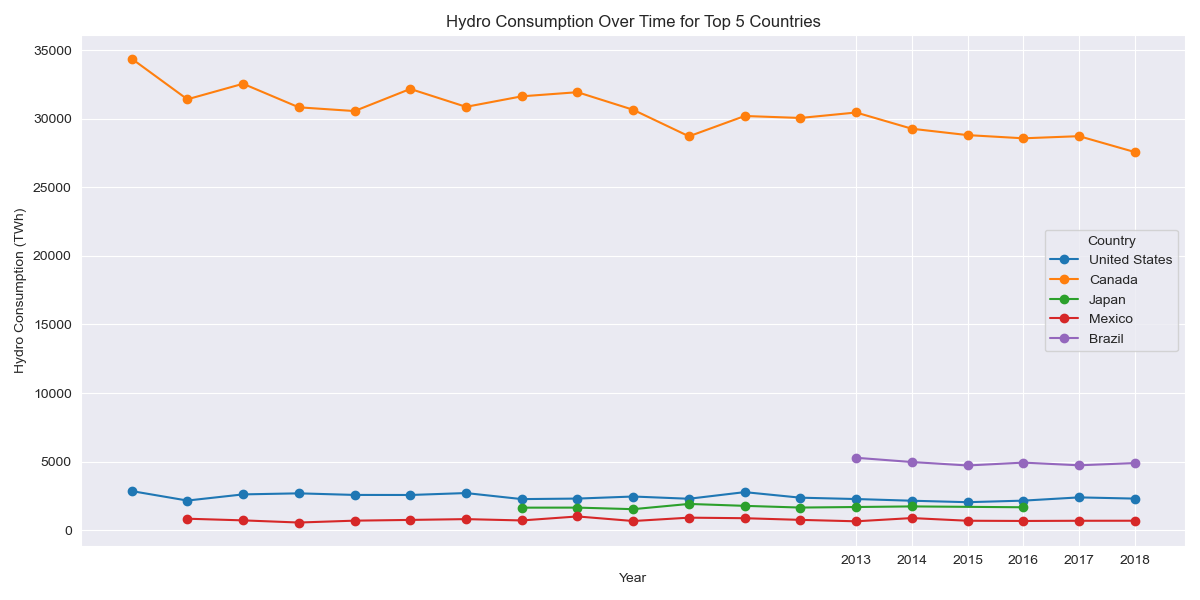 Hydro Consumption Over Time for Top 5 Countries
Hydro Consumption (TWh)
35000
30000
25000
20000
15000
10000
5000
0
Country
United States
Canada
Japan
Mexico
Brazil
2013 2014 2015 2016 2017 2018
Year